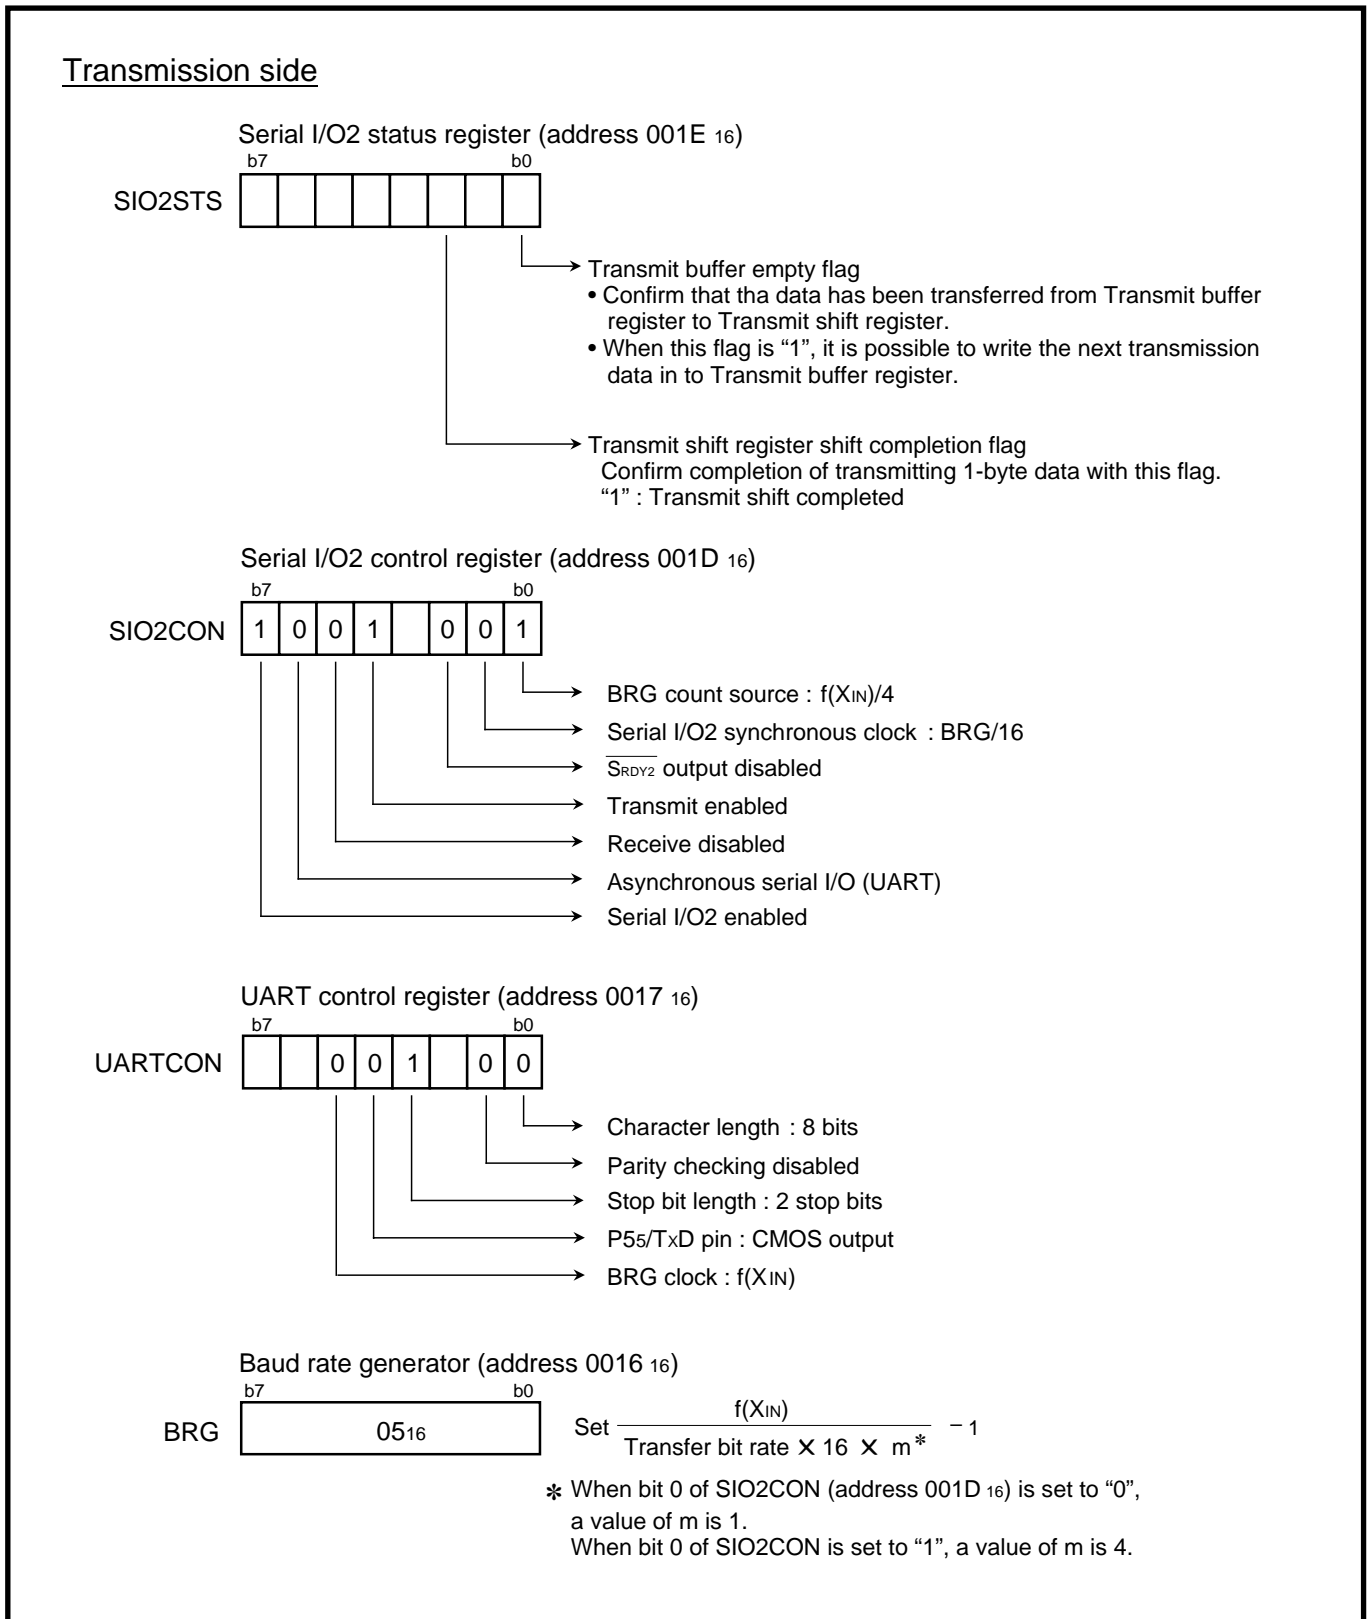 Transmission side
Serial I/O2 status register (address 001E 16)
b7 b0
SIO2STS
Transmit buffer empty flag
• Confirm that tha data has been transferred from Transmit buffer
register to Transmit shift register.
• When this flag is “1”, it is possible to write the next transmission
data in to Transmit buffer register.
Transmit shift register shift completion flag
Confirm completion of transmitting 1-byte data with this flag.
“1” : Transmit shift completed
Serial I/O2 control register (address 001D 16)
b7 b0
SIO2CON 1 0 0 1 0 0 1
BRG count source : f(XIN)/4
Serial I/O2 synchronous clock : BRG/16
SRDY2 output disabled
Transmit enabled
Receive disabled
Asynchronous serial I/O (UART)
Serial I/O2 enabled
UART control register (address 0017 16)
b7 b0
UARTCON 0 0 1 0 0
Character length : 8 bits
Parity checking disabled
Stop bit length : 2 stop bits
P55/TXD pin : CMOS output
BRG clock : f(XIN)
Baud rate generator (address 0016 16)
b7 b0
BRG 0516
Set f(XIN)
Transfer bit rate × 16 × m* – 1
* When bit 0 of SIO2CON (address 001D 16) is set to “0”,
a value of m is 1.
When bit 0 of SIO2CON is set to “1”, a value of m is 4.